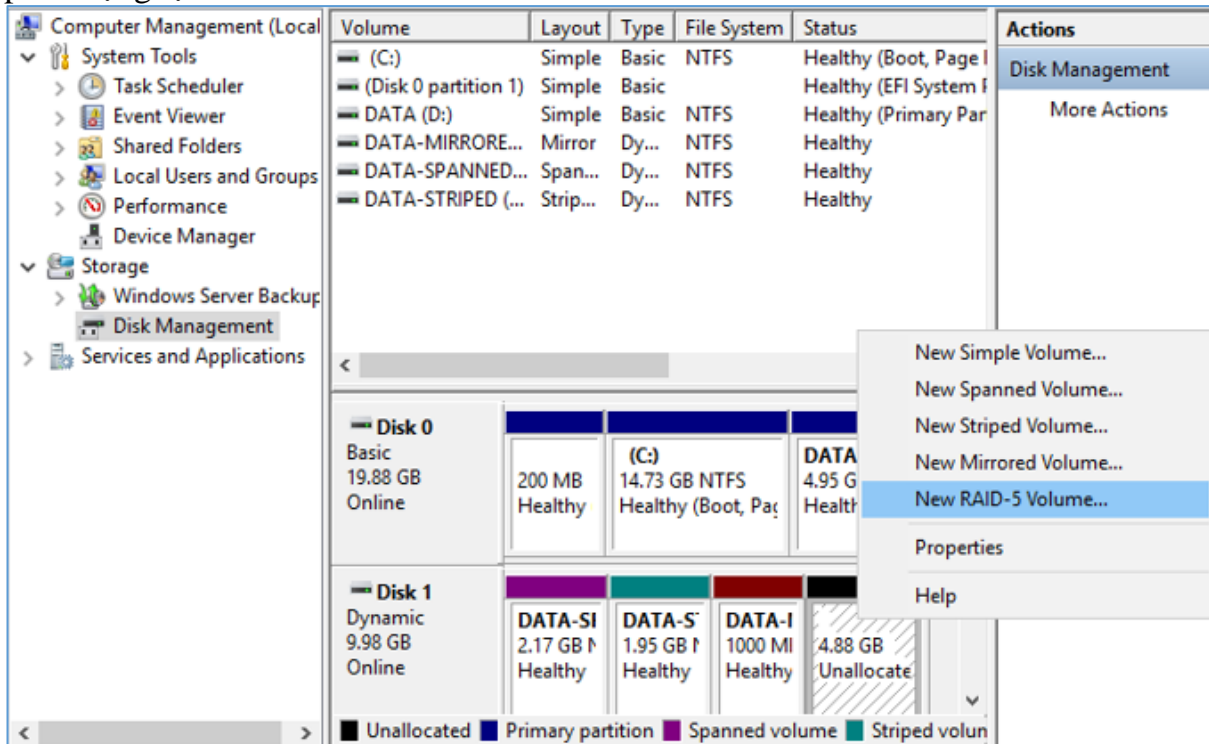 Computer Management (Local
System Tools
Task Scheduler
Event Viewer
Shared Folders
Local Users and Groups
Performance
Device Manager
Storage
Windows Server Backup
Disk Management
Services and Applications
Volume Layout Type File System Status
(C:) Simple Basic NTFS Healthy (Boot, Page
(Disk 0 partition 1) Simple Basic Healthy (EFI System
DATA (D:) Simple Basic NTFS Healthy (Primary Par
DATA-MIRRORE... Mirror Dy... NTFS Healthy
DATA-SPANNED... Span... Dy... NTFS Healthy
DATA-STRIPED (... Strip... Dy... NTFS Healthy
Actions
Disk Management
More Actions
New Simple Volume...
New Spanned Volume...
New Striped Volume...
New Mirrored Volume...
New RAID-5 Volume...
Properties
Help
Disk 0
Basic
19.88 GB
Online
200 MB
Healthy
(C:)
14.73 GB NTFS
Healthy (Boot, Pag
DATA
4.95 G
Healt
Disk 1
Dynamic
9.98 GB
Online
DATA-SI
2.17 GB N
Healthy
DATA-S
1.95 GB N
Healthy
DATA-
1000 MI
Healthy
4.88 GB
Unallocate
Unallocated Primary partition Spanned volume Striped volun